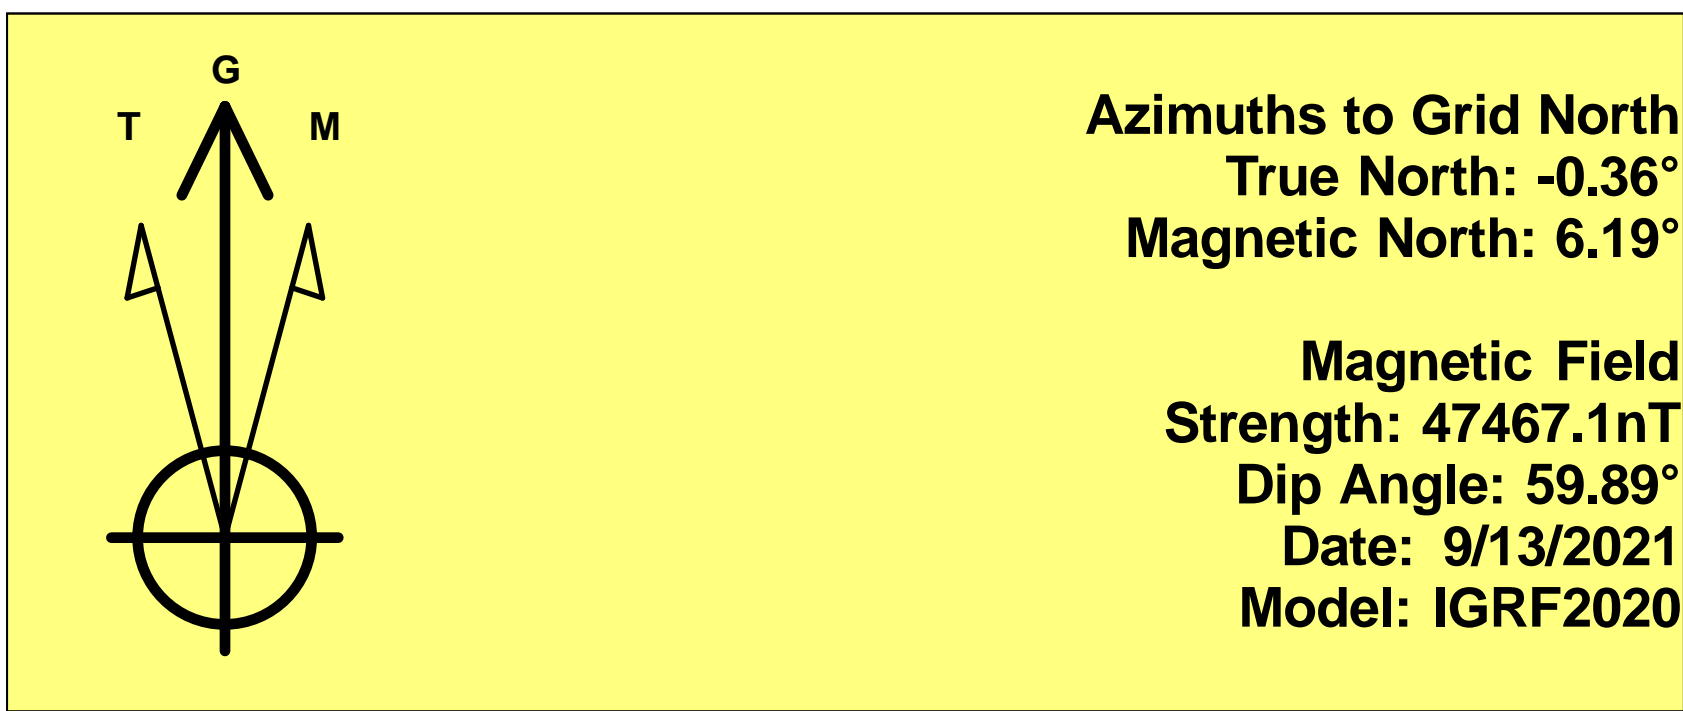 G
T M
Azimuths to Grid North
True North: -0.36°
Magnetic North: 6.19°
Magnetic Field
Strength: 47467.1nT
Dip Angle: 59.89°
Date: 9/13/2021
Model: IGRF2020